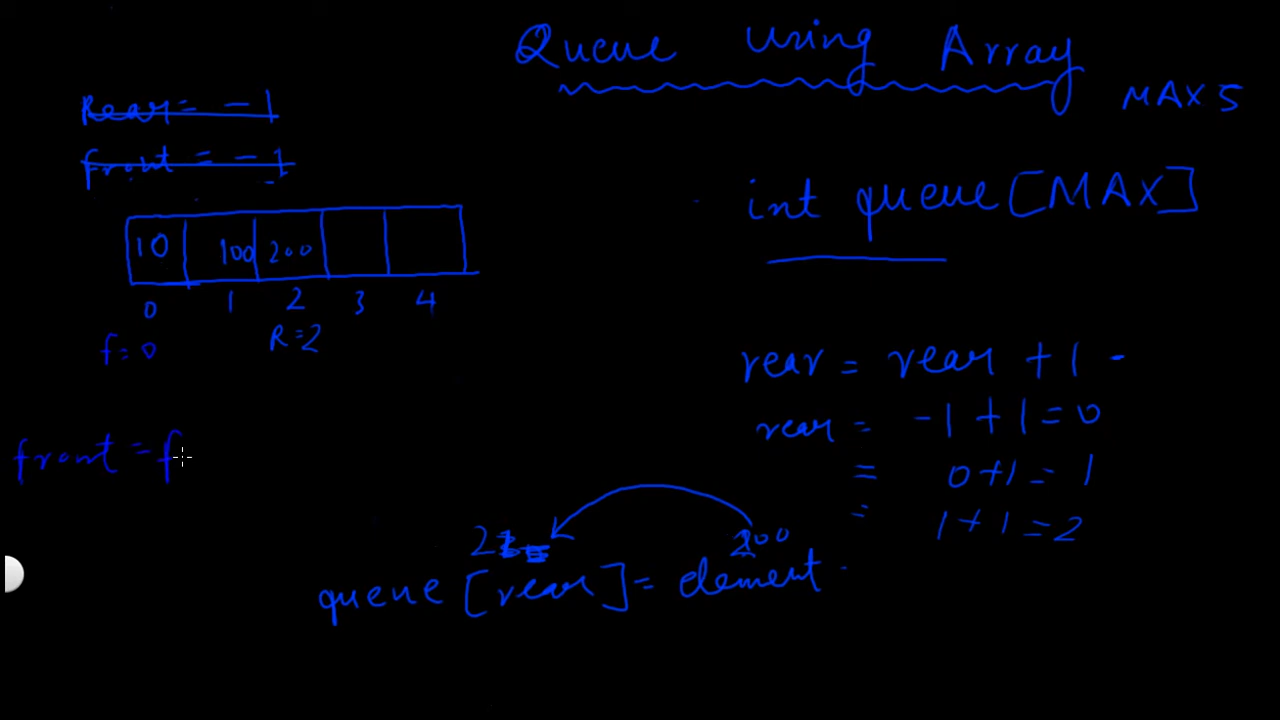 Queue using Array
MAX 5
Rear = -1
front = -1
int queue[MAX]
10 100 200
0 1 2 3 4
f=0 R=2
rear = rear + 1
rear = -1 + 1 = 0
= 0+1 = 1
= 1+1 = 2
front = f
2 200
queue [rear] = element.